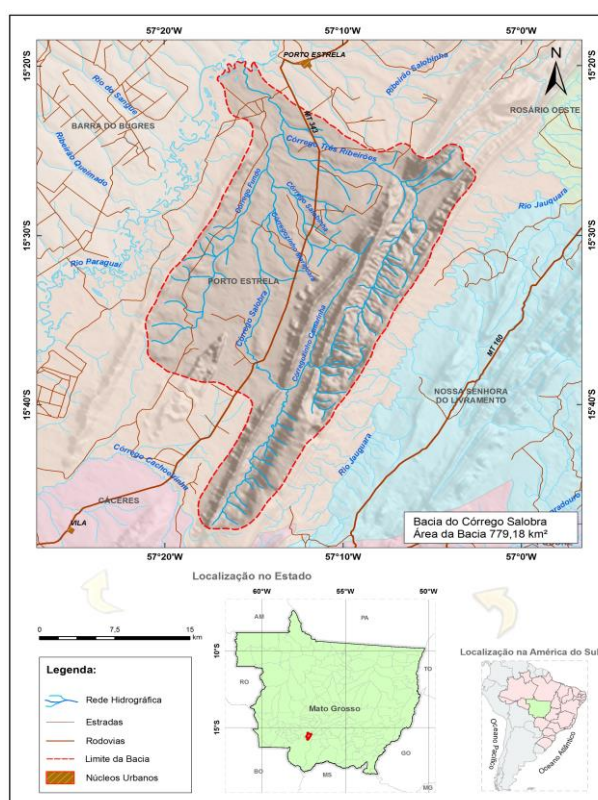 57°20'W 57°10'W 57°0'W
15°20'S 15°20'S
15°30'S 15°30'S
15°40'S 15°40'S
57°20'W 57°10'W 57°0'W
N
PORTO ESTRELA
Ribeirão Salobinha
Rio do Sangue
BARRA DO BUGRES
ROSÁRIO OESTE
MT 343
Córrego Três Ribeirões
Ribeirão Queimado
Córrego Fundo
Rio Jauquara
Rio Paraguai
PORTO ESTRELA
Córrego Salobra
MT 160
NOSSA SENHORA
DO LIVRAMENTO
Rio Jauquara
Córrego Cachoeirinha
CÁCERES
VILA
Bacia do Córrego Salobra
Área da Bacia 779,18 km²
Localização no Estado
60°W 55°W 50°W
0 7,5 15
km
10°S 10°S
15°S 15°S
AM
PA
RO
TO
Mato Grosso
GO
BO
MS
MG
Localização na América do Sul
Oceano Pacífico
Oceano Atlântico
Legenda:
Rede Hidrográfica
Estradas
Rodovias
Limite da Bacia
Núcleos Urbanos